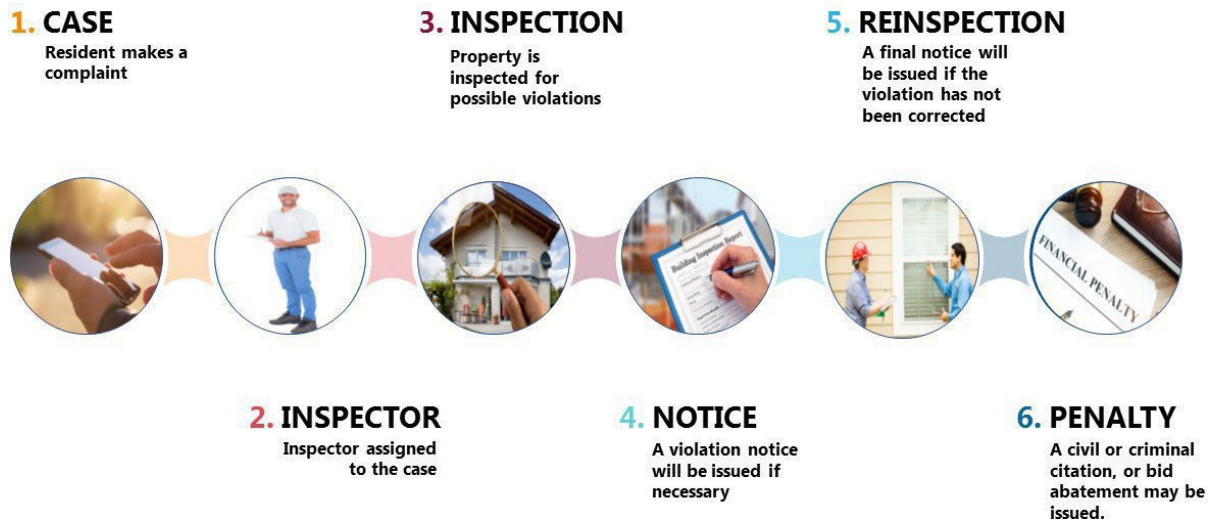 1. CASE
Resident makes a
complaint
2. INSPECTOR
Inspector assigned
to the case
3. INSPECTION
Property is
inspected for
possible violations
4. NOTICE
A violation notice
will be issued if
necessary
5. REINSPECTION
A final notice will
be issued if the
violation has not
been corrected
6. PENALTY
A civil or criminal
citation, or bid
abatement may be
issued.
Building Inspection Report
FINANCIAL PENALTY